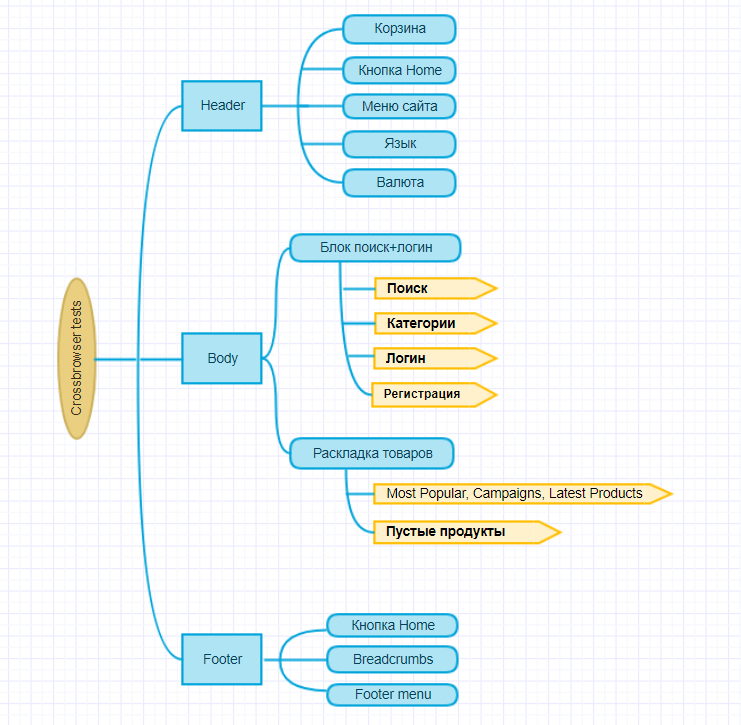 Crossbrowser tests
Header
Корзина
Кнопка Home
Меню сайта
Язык
Валюта
Body
Блок поиск+логин
Поиск
Категории
Логин
Регистрация
Раскладка товаров
Most Popular, Campaigns, Latest Products
Пустые продукты
Footer
Кнопка Home
Breadcrumbs
Footer menu